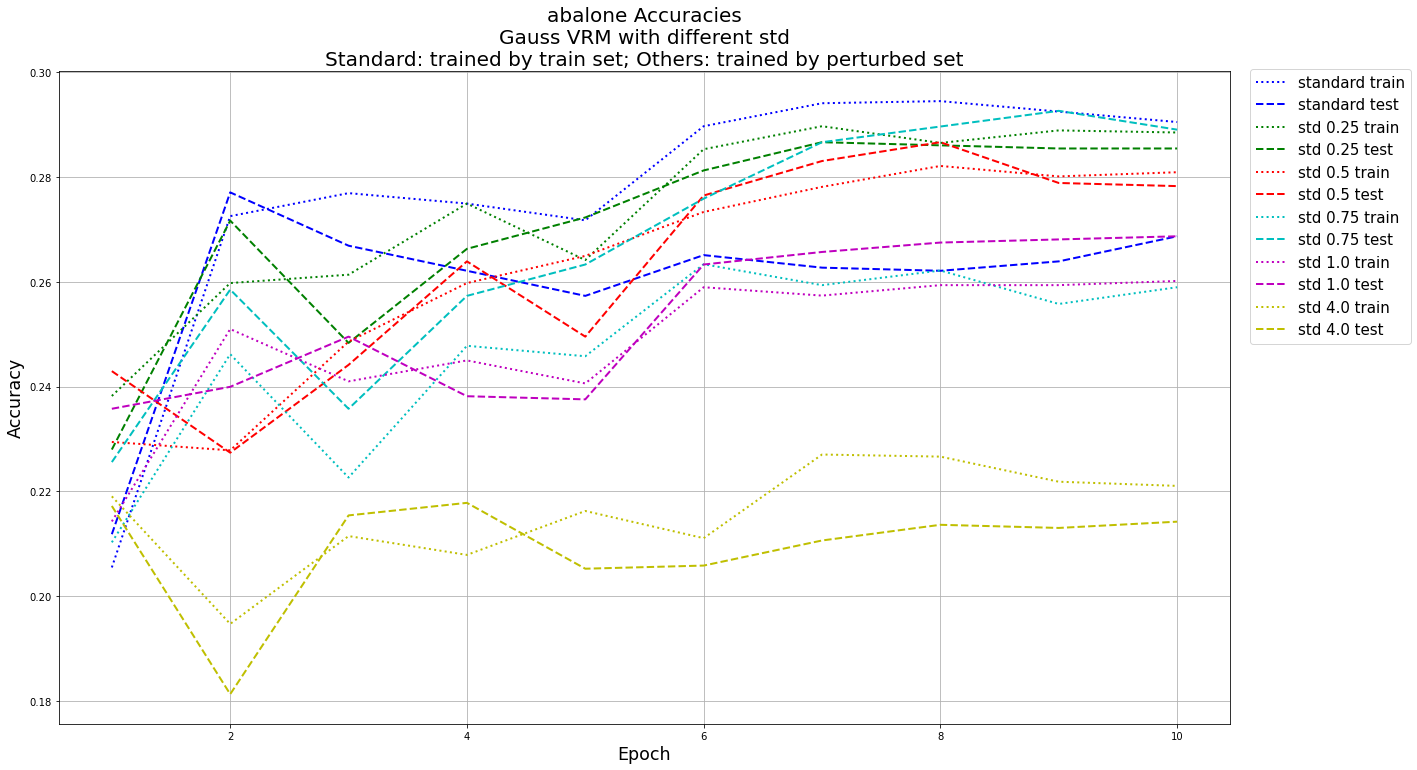 abalone Accuracies
Gauss VRM with different std
Standard: trained by train set; Others: trained by perturbed set
0.30
0.28
0.26
0.24
0.22
0.20
0.18
Accuracy
2
4
6
8
10
Epoch
standard train
standard test
std 0.25 train
std 0.25 test
std 0.5 train
std 0.5 test
std 0.75 train
std 0.75 test
std 1.0 train
std 1.0 test
std 4.0 train
std 4.0 test